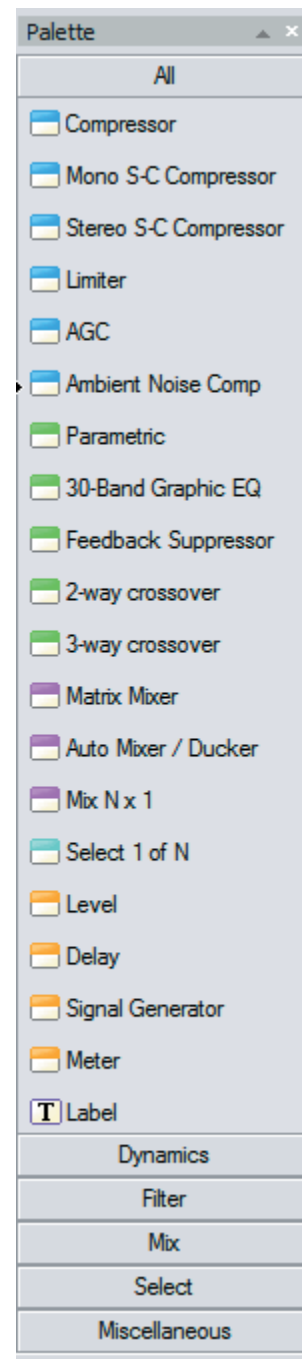 Palette
All
Compressor
Mono S-C Compressor
Stereo S-C Compressor
Limiter
AGC
Ambient Noise Comp
Parametric
30-Band Graphic EQ
Feedback Suppressor
2-way crossover
3-way crossover
Matrix Mixer
Auto Mixer / Ducker
Mix N x 1
Select 1 of N
Level
Delay
Signal Generator
Meter
T Label
Dynamics
Filter
Mix
Select
Miscellaneous